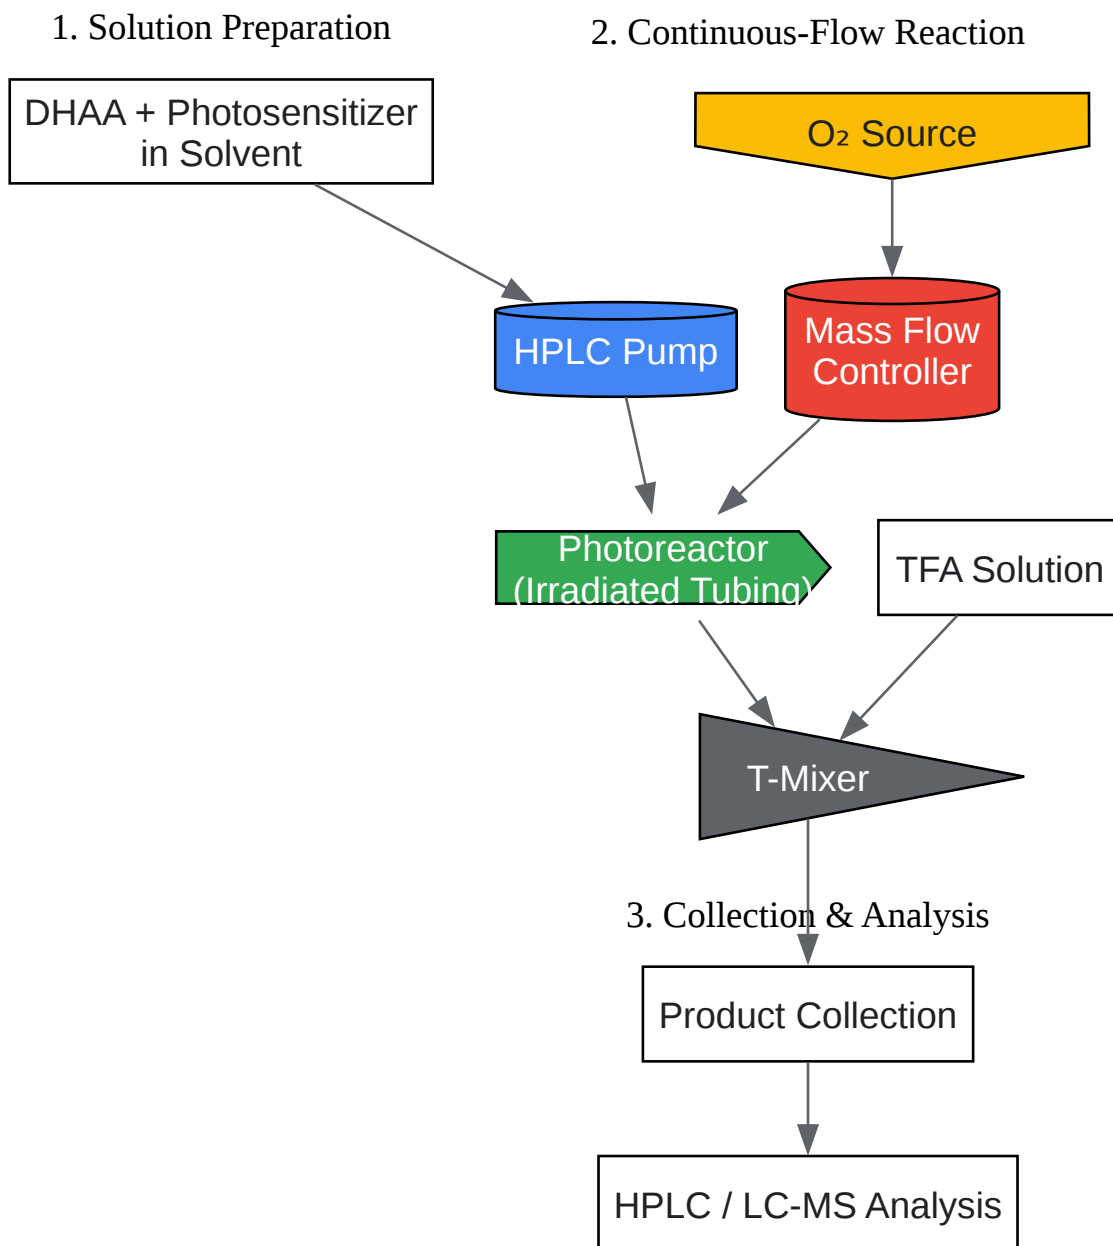 1. Solution Preparation
2. Continuous-Flow Reaction
DHAA + Photosensitizer
in Solvent
O₂ Source
HPLC Pump
Mass Flow
Controller
Photoreactor
(Irradiated Tubing)
TFA Solution
T-Mixer
3. Collection & Analysis
Product Collection
HPLC / LC-MS Analysis